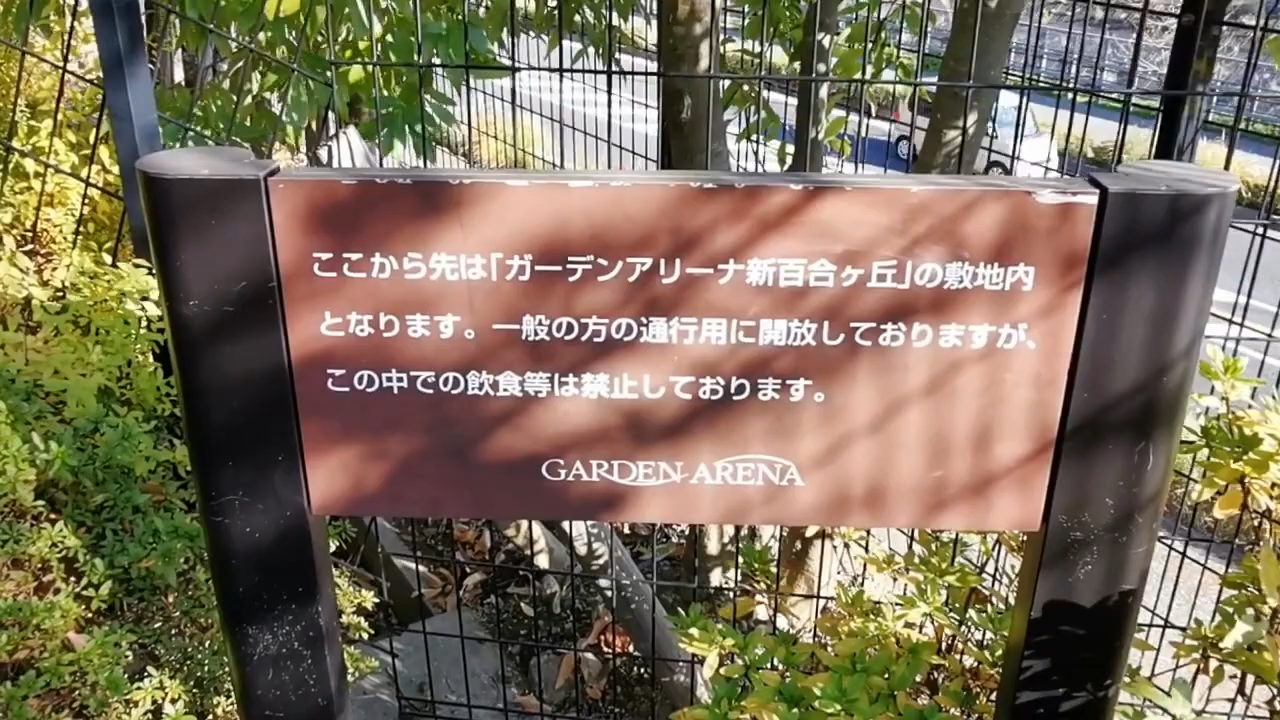 ここから先は「ガーデンアリーナ新百合ヶ丘」の敷地内
となります。一般の方の通行用に開放しておりますが、
この中での飲食等は禁止しております。
GARDEN ARENA